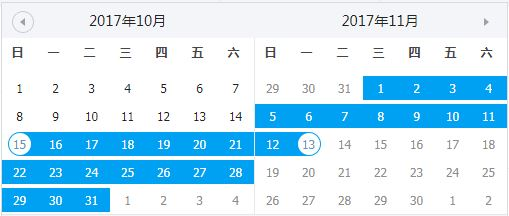 2017年10月 2017年11月
日 一 二 三 四 五 六 日 一 二 三 四 五 六
1 2 3 4 5 6 7 29 30 31 1 2 3 4
8 9 10 11 12 13 14 5 6 7 8 9 10 11
15 16 17 18 19 20 21 12 13 14 15 16 17 18
22 23 24 25 26 27 28 19 20 21 22 23 24 25
29 30 31 1 2 3 4 26 27 28 29 30 1 2